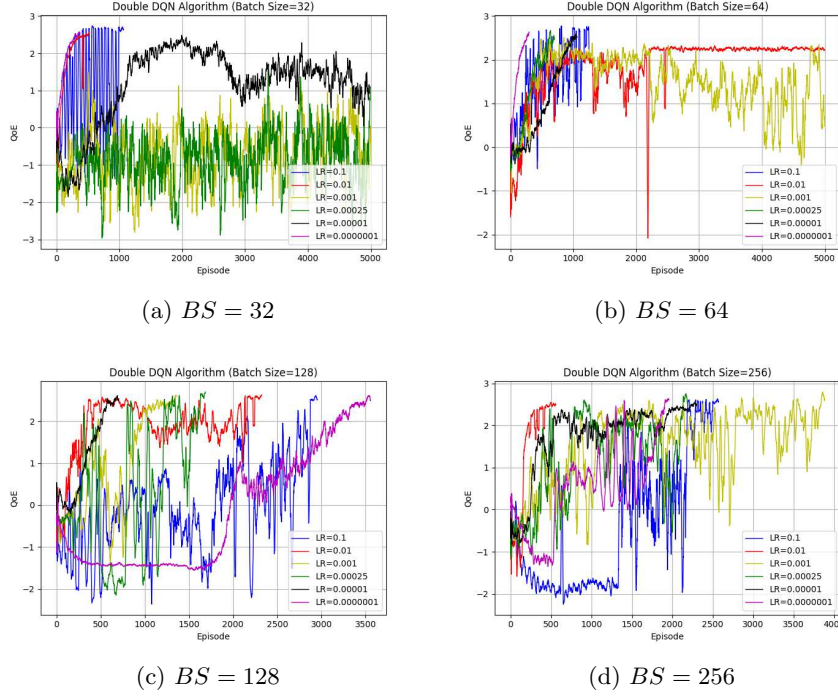 Double DQN Algorithm (Batch Size=32)
QoE
3
2
1
0
−1
−2
−3
LR=0.1
LR=0.01
LR=0.001
LR=0.00025
LR=0.00001
LR=0.0000001
0 1000 2000 3000 4000 5000
Episode
(a) BS = 32
Double DQN Algorithm (Batch Size=64)
QoE
3
2
1
0
−1
−2
LR=0.1
LR=0.01
LR=0.001
LR=0.00025
LR=0.00001
LR=0.0000001
0 1000 2000 3000 4000 5000
Episode
(b) BS = 64
Double DQN Algorithm (Batch Size=128)
QoE
2
1
0
−1
−2
LR=0.1
LR=0.01
LR=0.001
LR=0.00025
LR=0.00001
LR=0.0000001
0 500 1000 1500 2000 2500 3000 3500
Episode
(c) BS = 128
Double DQN Algorithm (Batch Size=256)
QoE
3
2
1
0
−1
−2
LR=0.1
LR=0.01
LR=0.001
LR=0.00025
LR=0.00001
LR=0.0000001
0 500 1000 1500 2000 2500 3000 3500 400
Episode
(d) BS = 256